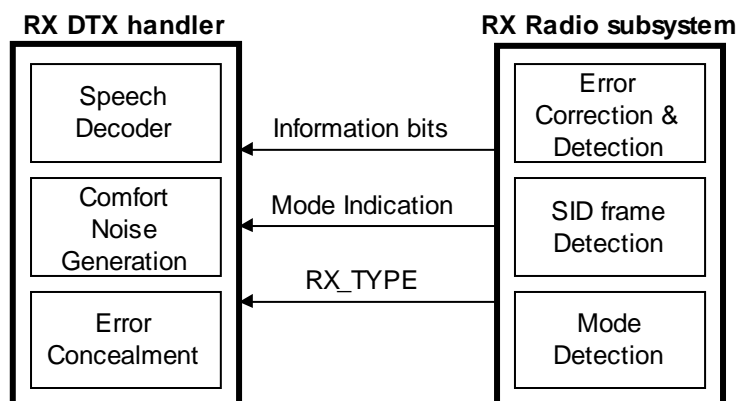 RX DTX handler
RX Radio subsystem
Speech
Decoder
Comfort
Noise
Generation
Error
Concealment
Information bits
Mode Indication
RX_TYPE
Error
Correction &
Detection
SID frame
Detection
Mode
Detection